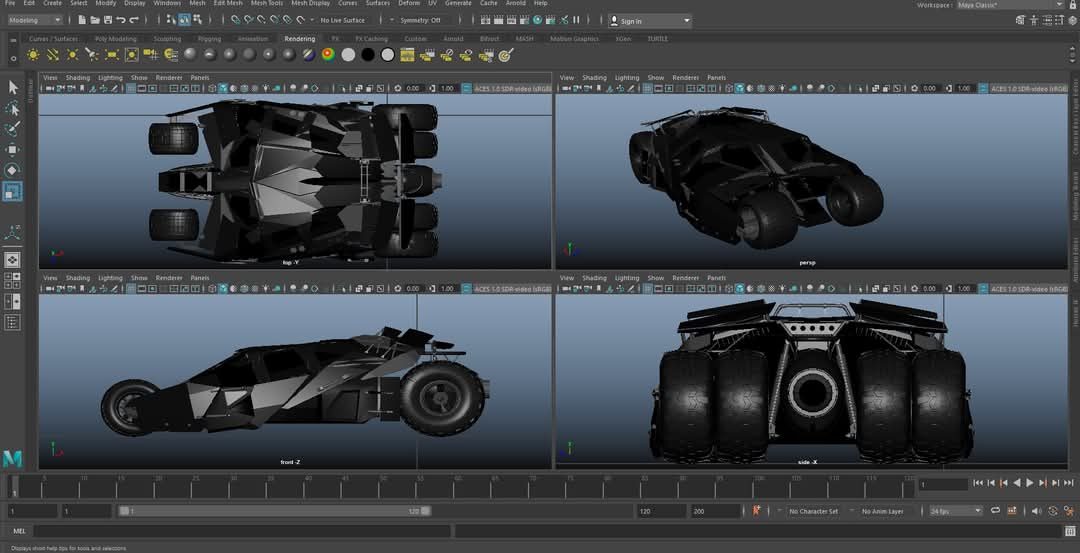 File Edit Create Select Modify Display Windows Mesh Edit Mesh Mesh Tools Mesh Display Curves Surfaces Deform UV Generate Cache Arnold Help Workspace: Maya Classic*
Modeling No Live Surface Symmetry: Off Sign In
Curves / Surfaces Poly Modeling Sculpting Rigging Animation Rendering FX FX Caching Custom Arnold Bifrost MASH Motion Graphics XGen TURTLE
View Shading Lighting Show Renderer Panels
0.00 1.00 ACES 1.0 SDR-video (sRGB)
top -Y
View Shading Lighting Show Renderer Panels
0.00 1.00 ACES 1.0 SDR-video (sRGB)
persp
View Shading Lighting Show Renderer Panels
0.00 1.00 ACES 1.0 SDR-video (sRGB)
front -Z
View Shading Lighting Show Renderer Panels
0.00 1.00 ACES 1.0 SDR-video (sRGB)
side -X
Outliner
Modeling Toolkit
Attribute Editor
1 5 10 15 20 25 30 35 40 45 50 55 60 65 70 75 80 85 90 95 100 105 110 115 120 1
1 1 1 120 120 200 No Character Set No Anim Layer 24 fps
MEL
Displays short help tips for tools and selections